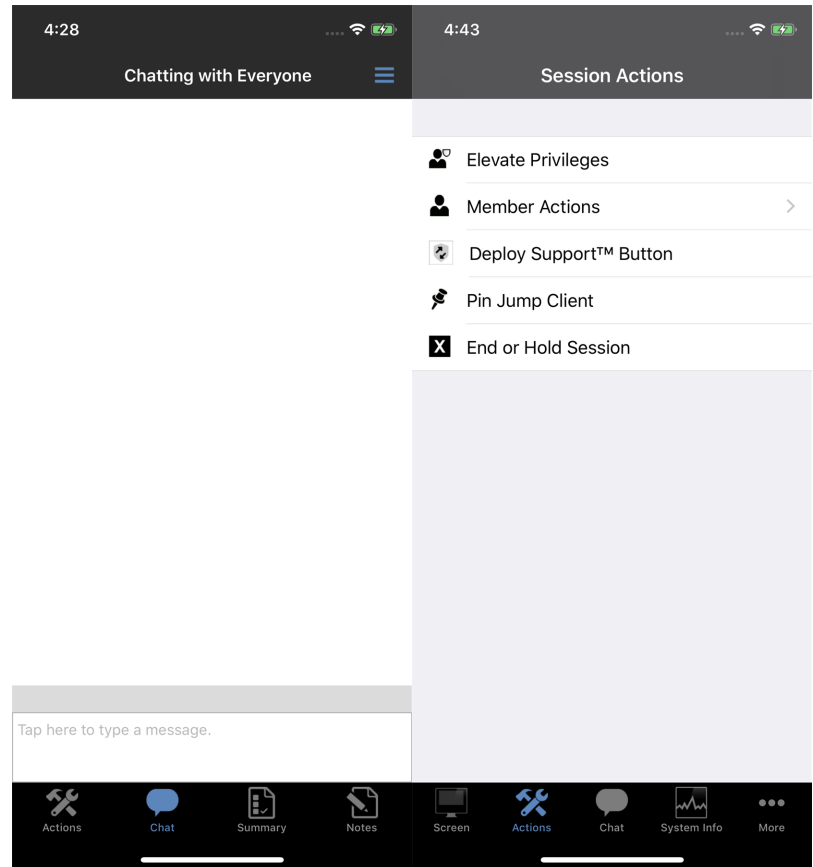 4:28
Chatting with Everyone
Tap here to type a message.
Actions
Chat
Summary
Notes
4:43
Session Actions
Elevate Privileges
Member Actions
Deploy Support™ Button
Pin Jump Client
X End or Hold Session
Screen
Actions
Chat
System Info
More